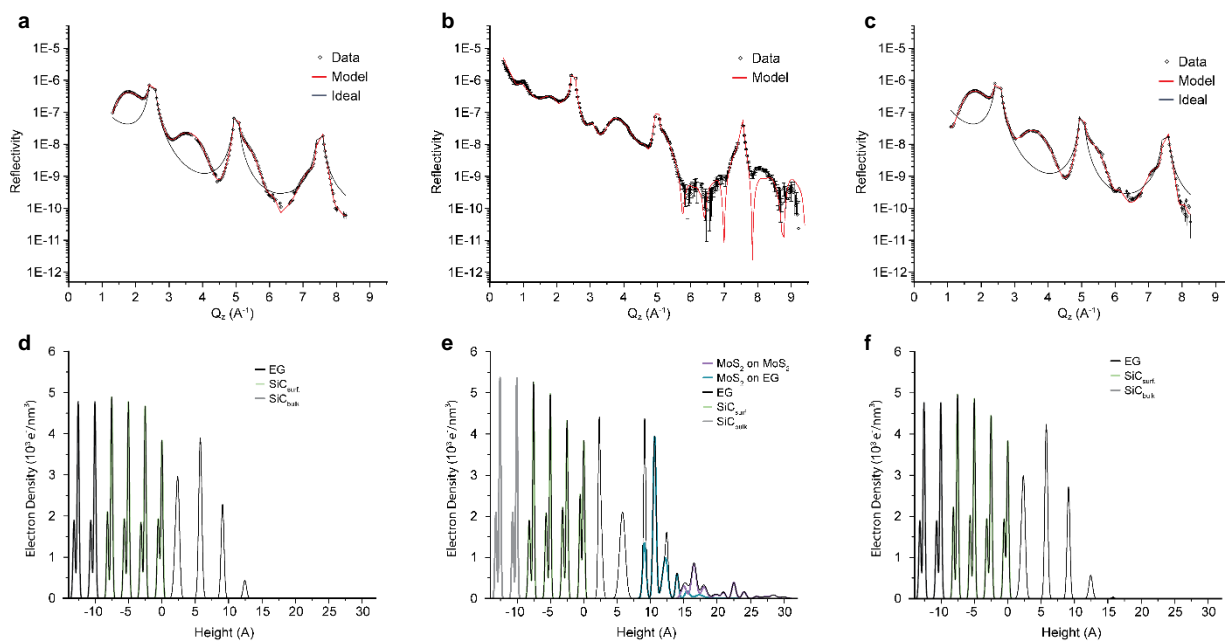 a
1E-5
1E-6
1E-7
1E-8
1E-9
1E-10
1E-11
1E-12
Reflectivity
Data
Model
Ideal
0 1 2 3 4 5 6 7 8 9
Qz (A-1)
b
1E-5
1E-6
1E-7
1E-8
1E-9
1E-10
1E-11
1E-12
Reflectivity
Data
Model
0 1 2 3 4 5 6 7 8 9
Qz (A-1)
c
1E-5
1E-6
1E-7
1E-8
1E-9
1E-10
1E-11
1E-12
Reflectivity
Data
Model
Ideal
0 1 2 3 4 5 6 7 8 9
Qz (A-1)
d
6
5
4
3
2
1
0
Electron Density (10³ e⁻/nm³)
EG
SiCsurf.
SiCbulk
-10 -5 0 5 10 15 20 25 30
Height (A)
e
6
5
4
3
2
1
0
Electron Density (10³ e⁻/nm³)
MoS2 on MoS2
MoS2 on EG
EG
SiCsurf
SiCbulk
-10 -5 0 5 10 15 20 25 30
Height (A)
f
6
5
4
3
2
1
0
Electron Density (10³ e⁻/nm³)
EG
SiCsurf.
SiCbulk
-10 -5 0 5 10 15 20 25 30
Height (A)